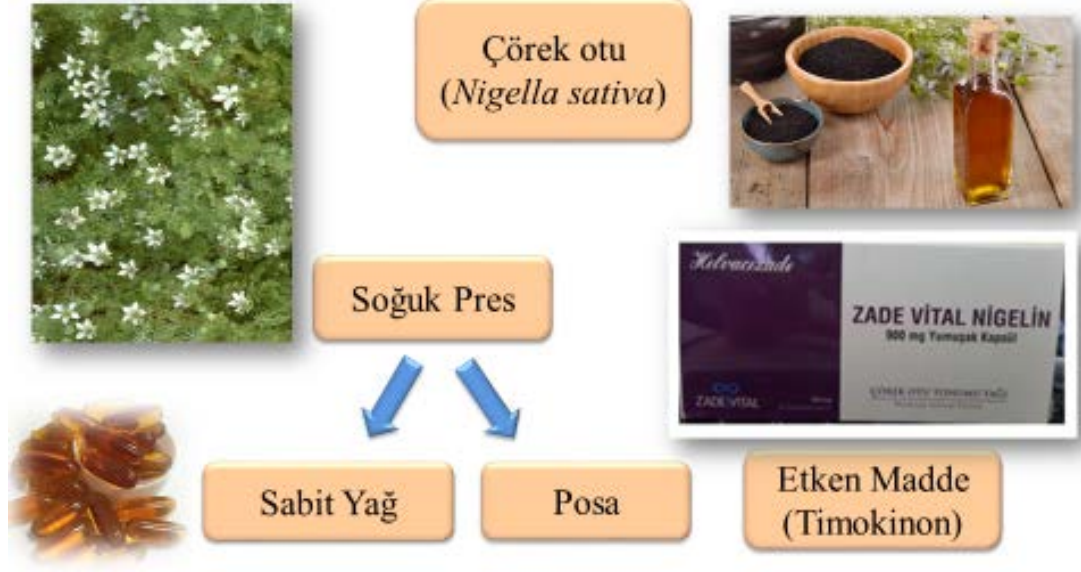 Çörek otu
(Nigella sativa)
Helvacızade
ZADE VİTAL NİGELİN
900 mg Yumuşak Kapsül
ZADE VİTAL
ÇÖREK OTU TOHUMU YAĞI
Soğuk Pres
Sabit Yağ
Posa
Etken Madde
(Timokinon)